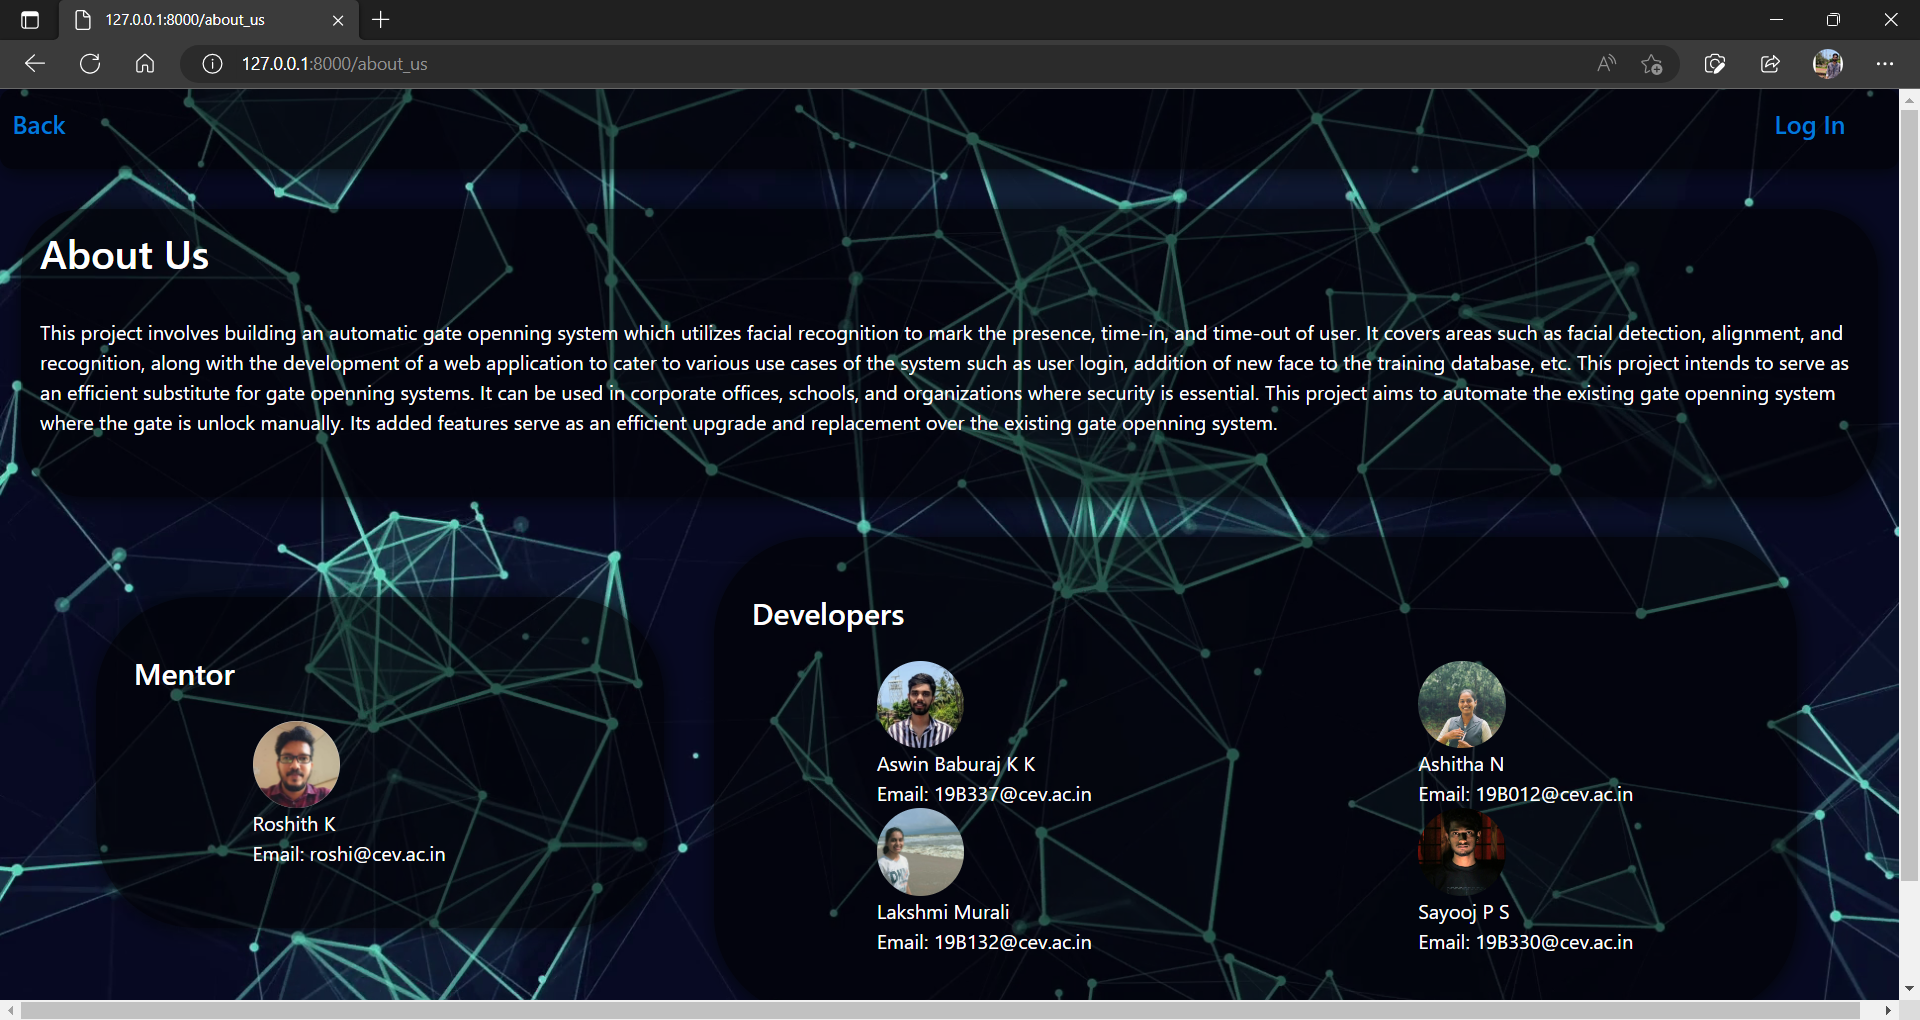 127.0.0.1:8000/about_us
127.0.0.1:8000/about_us
Back
Log In
About Us
This project involves building an automatic gate openning system which utilizes facial recognition to mark the presence, time-in, and time-out of user. It covers areas such as facial detection, alignment, and
recognition, along with the development of a web application to cater to various use cases of the system such as user login, addition of new face to the training database, etc. This project intends to serve as
an efficient substitute for gate openning systems. It can be used in corporate offices, schools, and organizations where security is essential. This project aims to automate the existing gate openning system
where the gate is unlock manually. Its added features serve as an efficient upgrade and replacement over the existing gate openning system.
Mentor
Roshith K
Email: roshi@cev.ac.in
Developers
Aswin Baburaj K K
Email: 19B337@cev.ac.in
Ashitha N
Email: 19B012@cev.ac.in
Lakshmi Murali
Email: 19B132@cev.ac.in
Sayooj P S
Email: 19B330@cev.ac.in